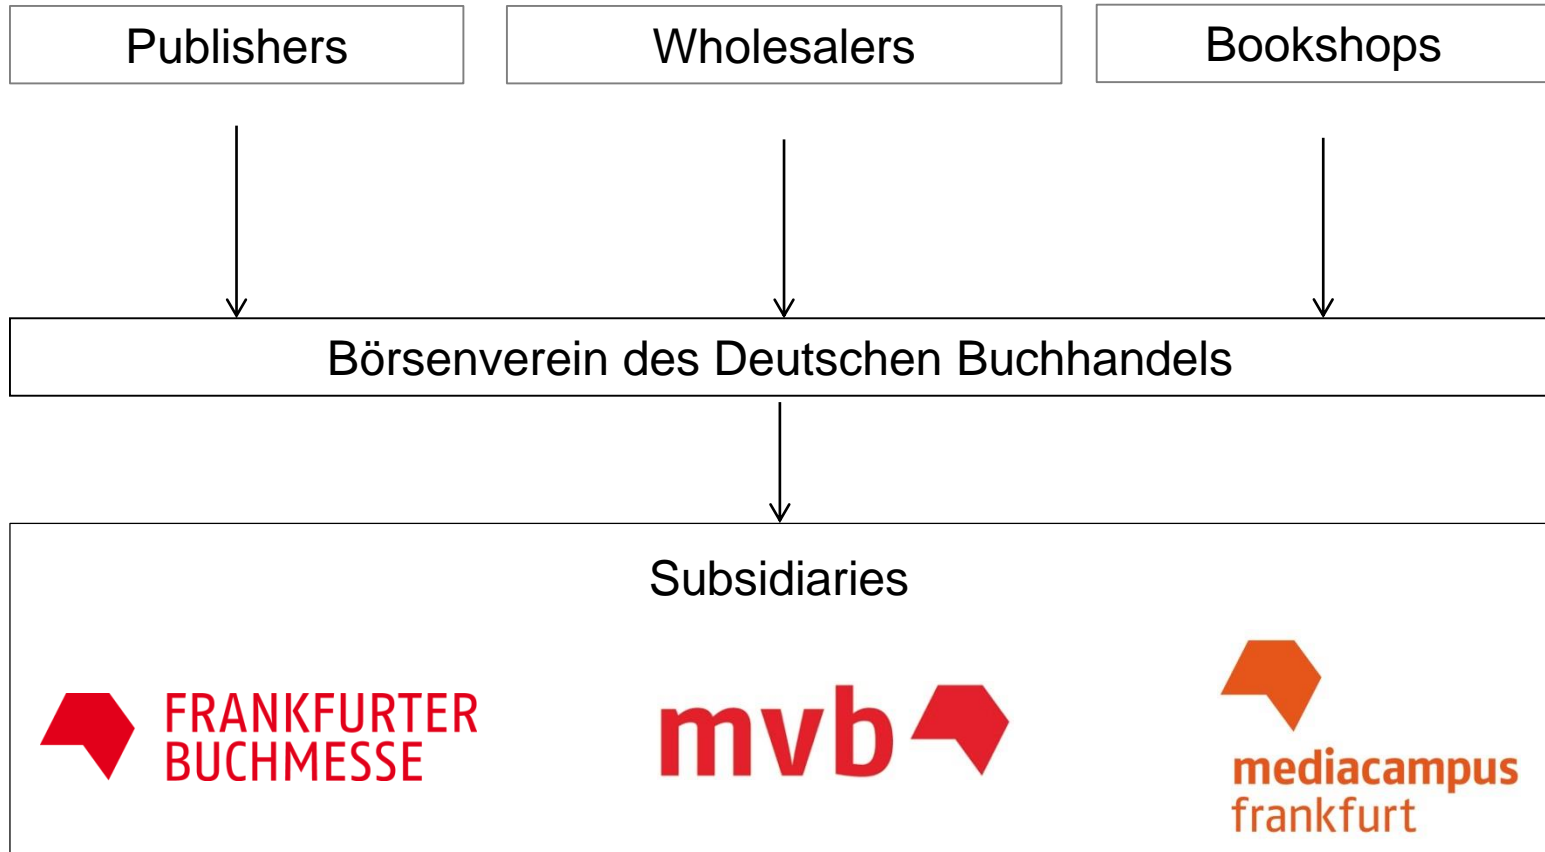 Publishers
Wholesalers
Bookshops
Börsenverein des Deutschen Buchhandels
Subsidiaries
FRANKFURTER
BUCHMESSE
mvb
mediacampus
frankfurt